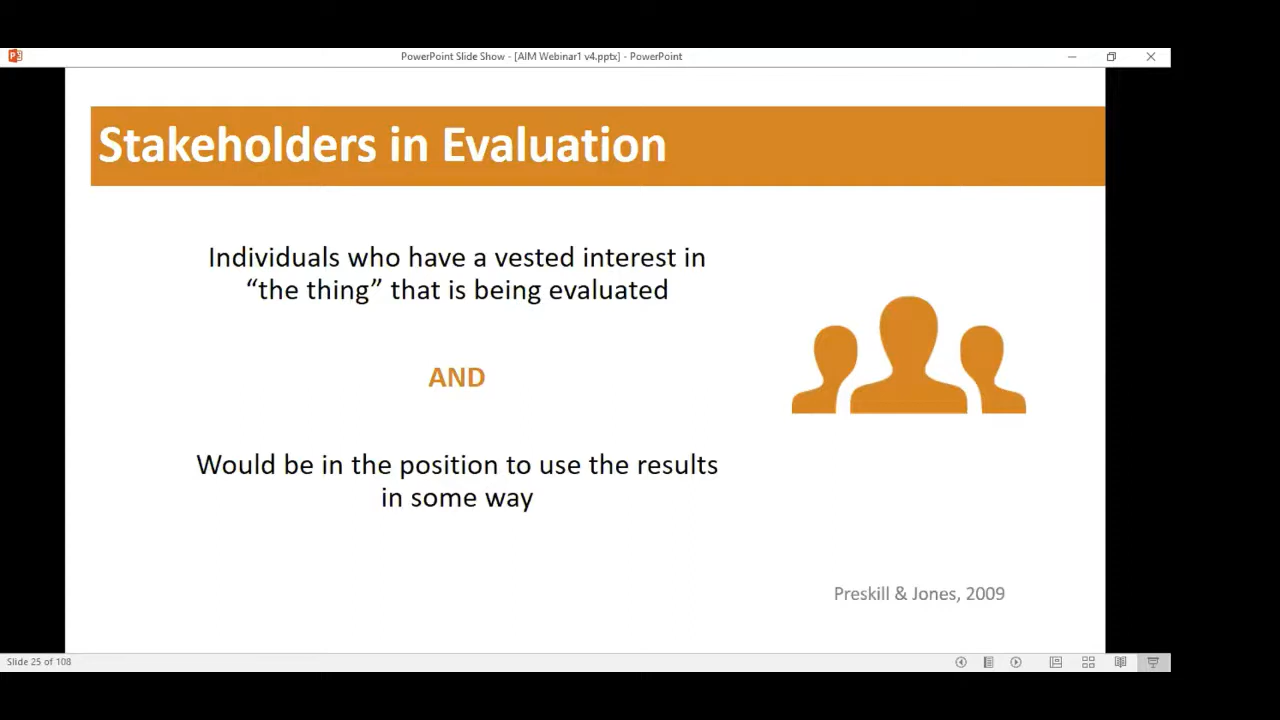 PowerPoint Slide Show - [AIM Webinar1 v4.pptx] - PowerPoint
Stakeholders in Evaluation
Individuals who have a vested interest in
“the thing” that is being evaluated
AND
Would be in the position to use the results
in some way
Preskill & Jones, 2009
Slide 25 of 108